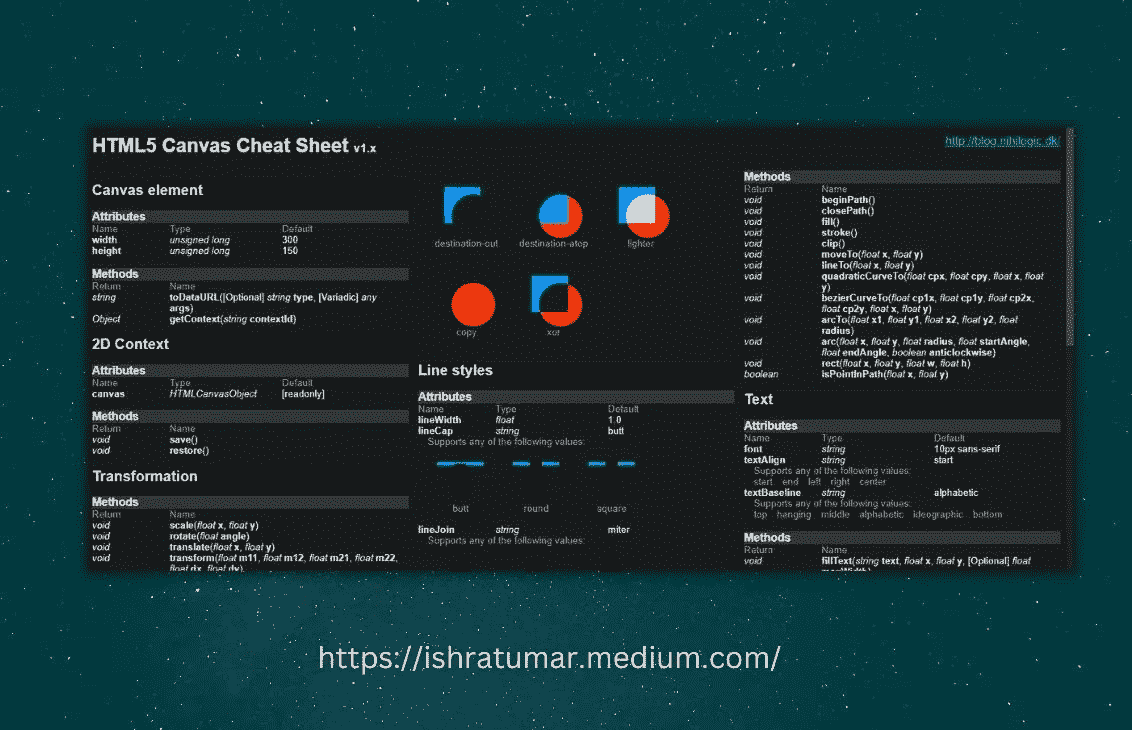 HTML5 Canvas Cheat Sheet v1.x
http://blog.nihilogic.dk/
Canvas element
Attributes
Name Type Default
width unsigned long 300
height unsigned long 150
Methods
Return Name
string toDataURL([Optional] string type, [Variadic] any
args)
Object getContext(string contextId)
2D Context
Attributes
Name Type Default
canvas HTMLCanvasObject [readonly]
Methods
Return Name
void save()
void restore()
Transformation
Methods
Return Name
void scale(float x, float y)
void rotate(float angle)
void translate(float x, float y)
void transform(float m11, float m12, float m21, float m22,
float dx, float dy),
destination-out destination-atop lighter
copy xor
Line styles
Attributes
Name Type Default
lineWidth float 1.0
lineCap string butt
Supports any of the following values:
butt round square
lineJoin string miter
Supports any of the following values:
Methods
Return Name
void beginPath()
void closePath()
void fill()
void stroke()
void clip()
void moveTo(float x, float y)
void lineTo(float x, float y)
void quadraticCurveTo(float cpx, float cpy, float x, float
y)
void bezierCurveTo(float cp1x, float cp1y, float cp2x,
float cp2y, float x, float y)
void arcTo(float x1, float y1, float x2, float y2, float
radius)
void arc(float x, float y, float radius, float startAngle,
float endAngle, boolean anticlockwise)
void rect(float x, float y, float w, float h)
boolean isPointInPath(float x, float y)
Text
Attributes
Name Type Default
font string 10px sans-serif
textAlign string start
Supports any of the following values:
start end left right center
textBaseline string alphabetic
Supports any of the following values:
top hanging middle alphabetic ideographic bottom
Methods
Return Name
void fillText(string text, float x, float y, [Optional] float
maxWidth)
https://ishratumar.medium.com/